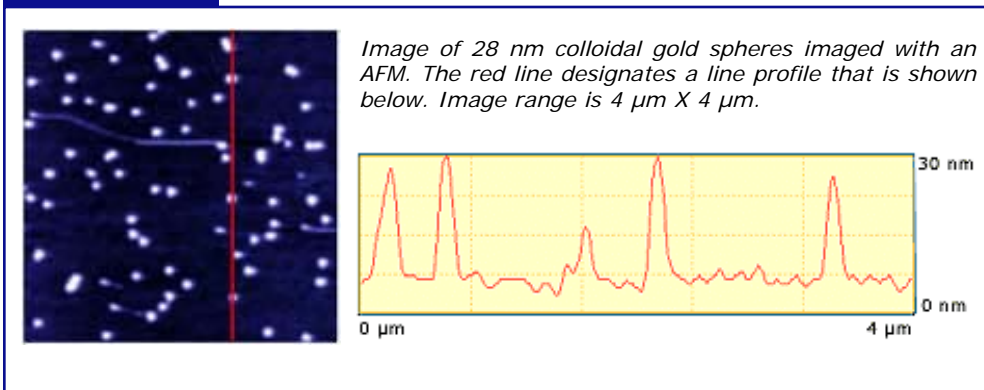 Image of 28 nm colloidal gold spheres imaged with an
AFM. The red line designates a line profile that is shown
below. Image range is 4 µm X 4 µm.
30 nm
0 nm
0 µm
4 µm